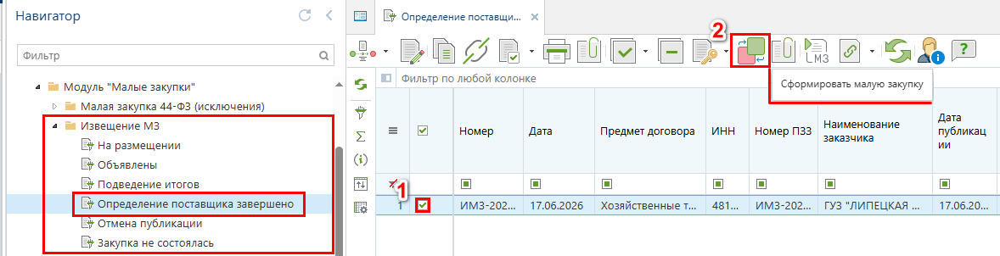 Навигатор
Фильтр
Модуль "Малые закупки"
Малая закупка 44-ФЗ (исключения)
Извещение МЗ
На размещении
Объявлены
Подведение итогов
Определение поставщика завершено
Отмена публикации
Закупка не состоялась
Определение поставщи...
2
МЗ
Сформировать малую закупку
Фильтр по любой колонке
Номер
Дата
Предмет договора
ИНН
Номер ПЗЗ
Наименование заказчика
Дата публикац ии
1
1
ИМЗ-202...
17.06.2026
Хозяйственные т...
481...
ИМЗ-202...
ГУЗ "ЛИПЕЦКАЯ ...
17.06.20...